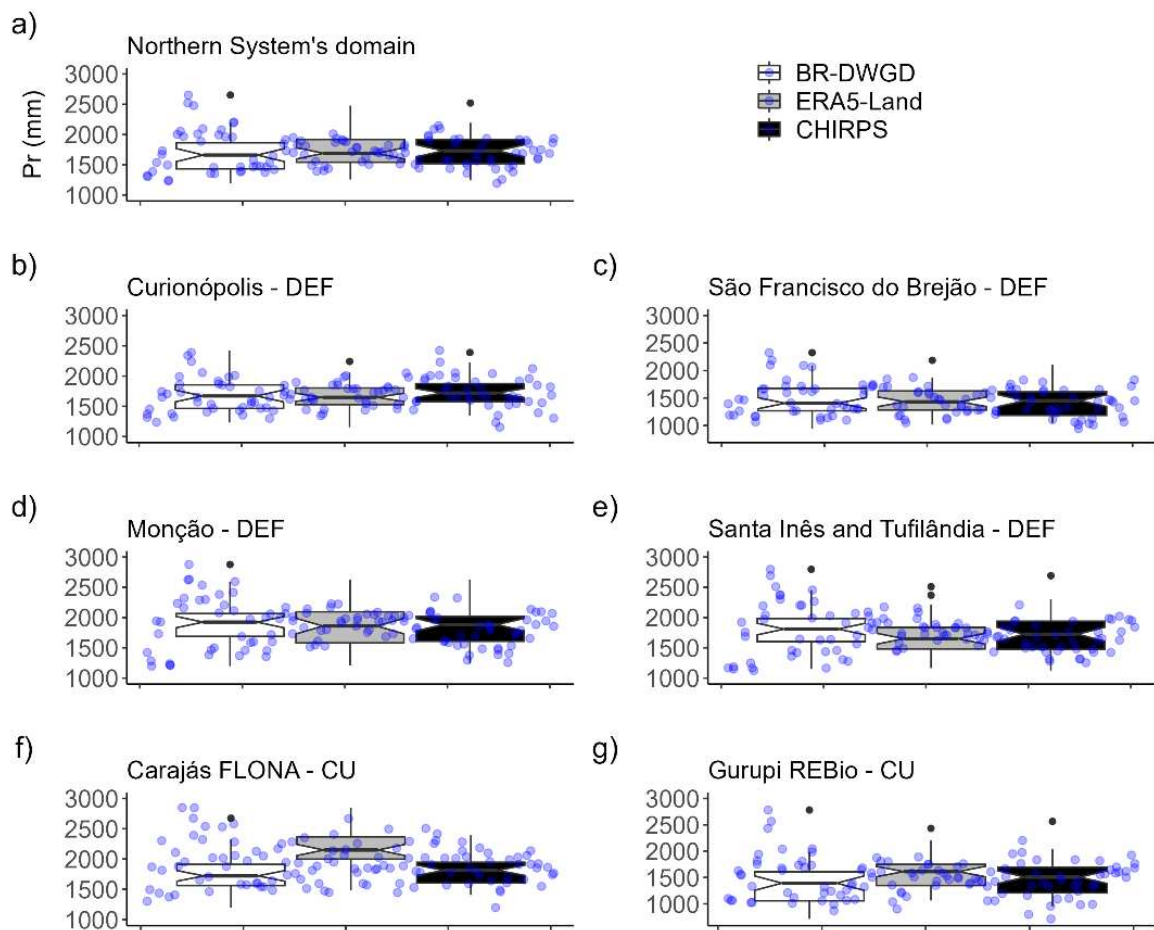 a)
Northern System's domain
3000
2500
2000
1500
1000
Pr (mm)
BR-DWGD
ERA5-Land
CHIRPS
b)
Curionópolis - DEF
3000
2500
2000
1500
1000
c)
São Francisco do Brejão - DEF
3000
2500
2000
1500
1000
d)
Monção - DEF
3000
2500
2000
1500
1000
e)
Santa Inês and Tufilândia - DEF
3000
2500
2000
1500
1000
f)
Carajás FLONA - CU
3000
2500
2000
1500
1000
g)
Gurupi REBio - CU
3000
2500
2000
1500
1000